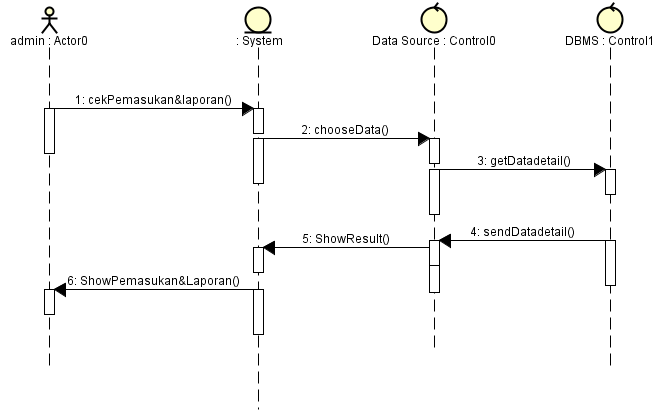 admin : Actor0
: System
Data Source : Control0
DBMS : Control1
1: cekPemasukan&laporan()
2: chooseData()
3: getDatadetail()
4: sendDatadetail()
5: ShowResult()
6: ShowPemasukan&Laporan()